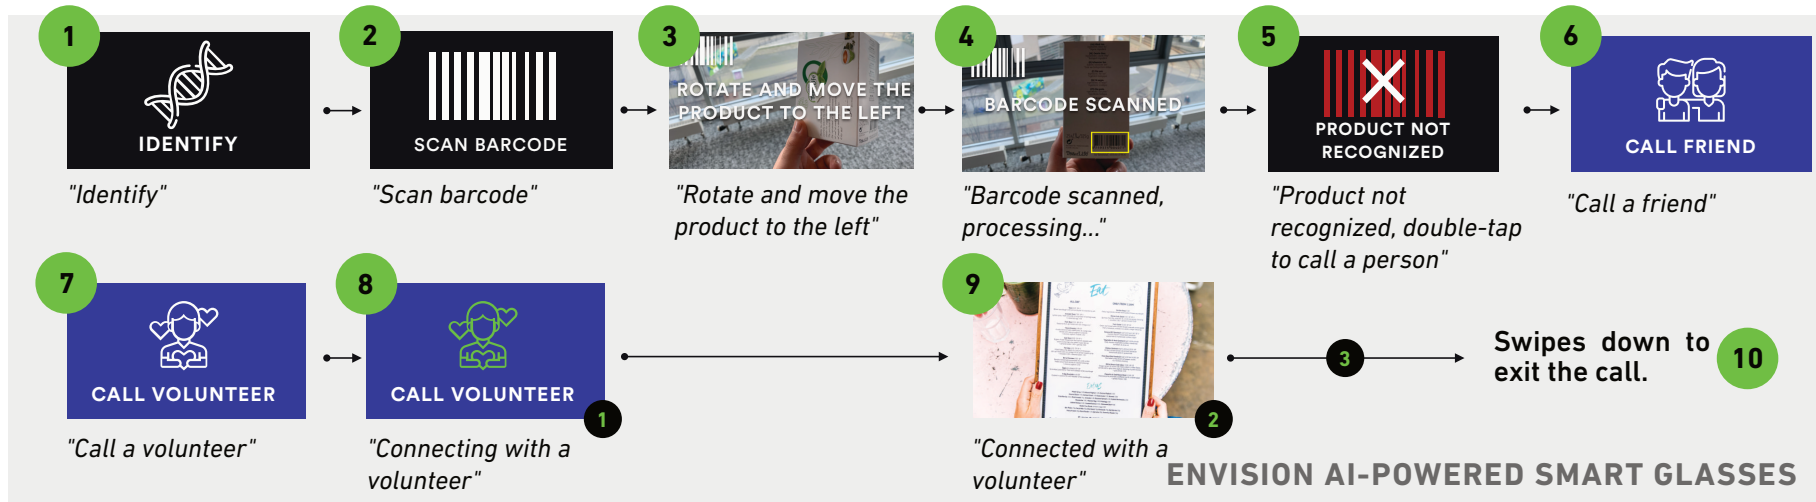 1
IDENTIFY
"Identify"
2
SCAN BARCODE
"Scan barcode"
3
ROTATE AND MOVE THE
PRODUCT TO THE LEFT
"Rotate and move the
product to the left"
4
BARCODE SCANNED
"Barcode scanned,
processing..."
5
PRODUCT NOT
RECOGNIZED
"Product not
recognized, double-tap
to call a person"
6
CALL FRIEND
"Call a friend"
7
CALL VOLUNTEER
"Call a volunteer"
8
CALL VOLUNTEER
1
"Connecting with a
volunteer"
9
Eat
2
"Connected with a
volunteer"
3
Swipes down to
exit the call.
10
ENVISION AI-POWERED SMART GLASSES